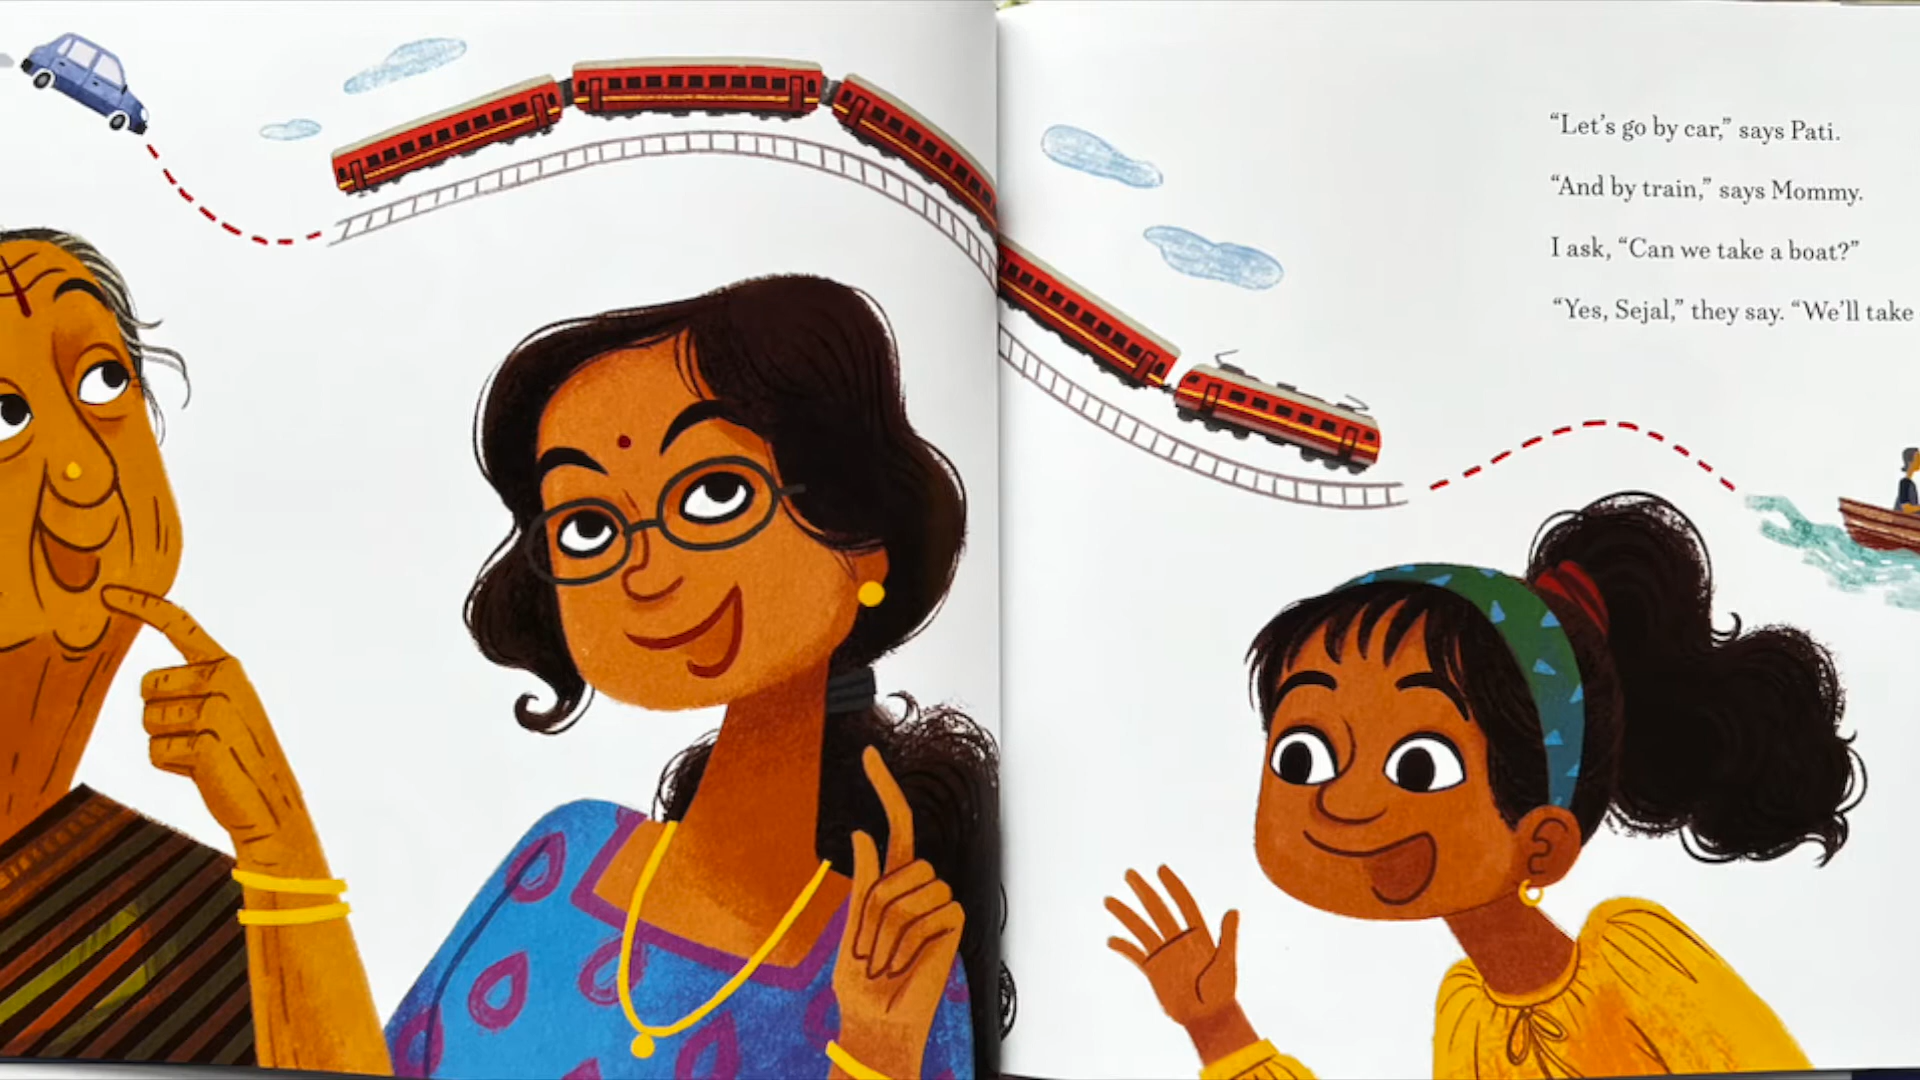 “Let’s go by car,” says Pati.
“And by train,” says Mommy.
I ask, “Can we take a boat?”
“Yes, Sejal,” they say. “We’ll take